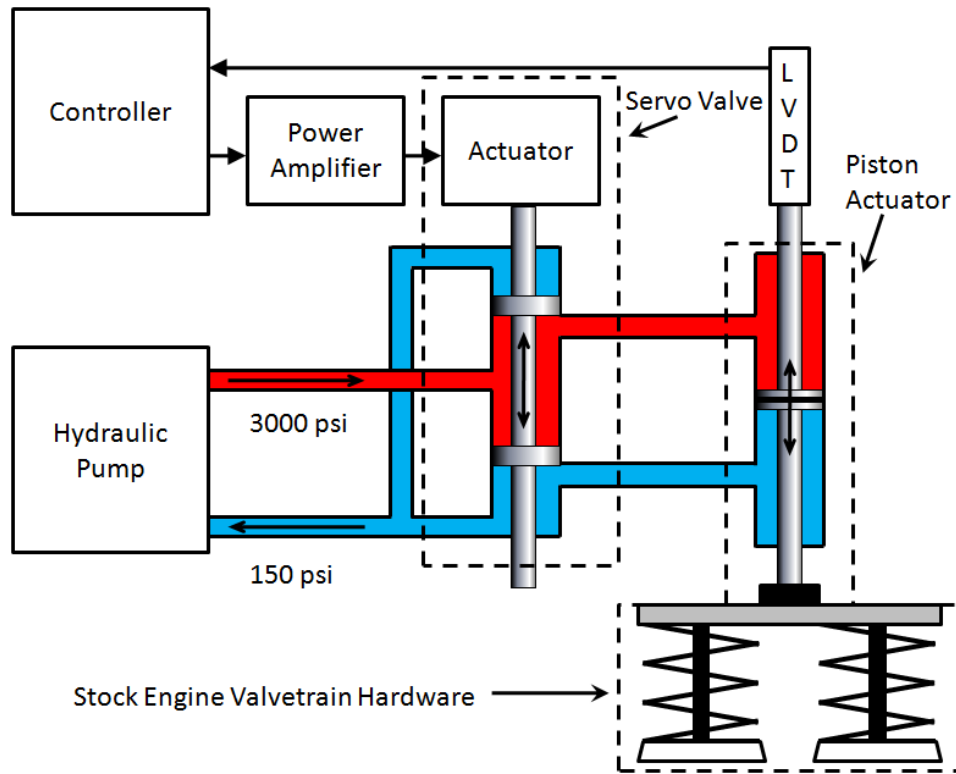 Controller
Power
Amplifier
Actuator
Servo Valve
L
V
D
T
Piston
Actuator
Hydraulic
Pump
3000 psi
150 psi
Stock Engine Valvetrain Hardware